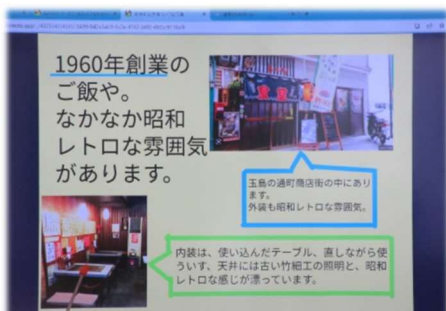 1960年創業の
ご飯や。
なかなか昭和
レトロな雰囲気
があります。
玉島の通町商店街の中にあり
ます。
外装も昭和レトロな雰囲気。
内装は、使い込んだテーブル、直しながら使
ういす、天井には古い竹細工の照明と、昭和
レトロな感じが漂っています。